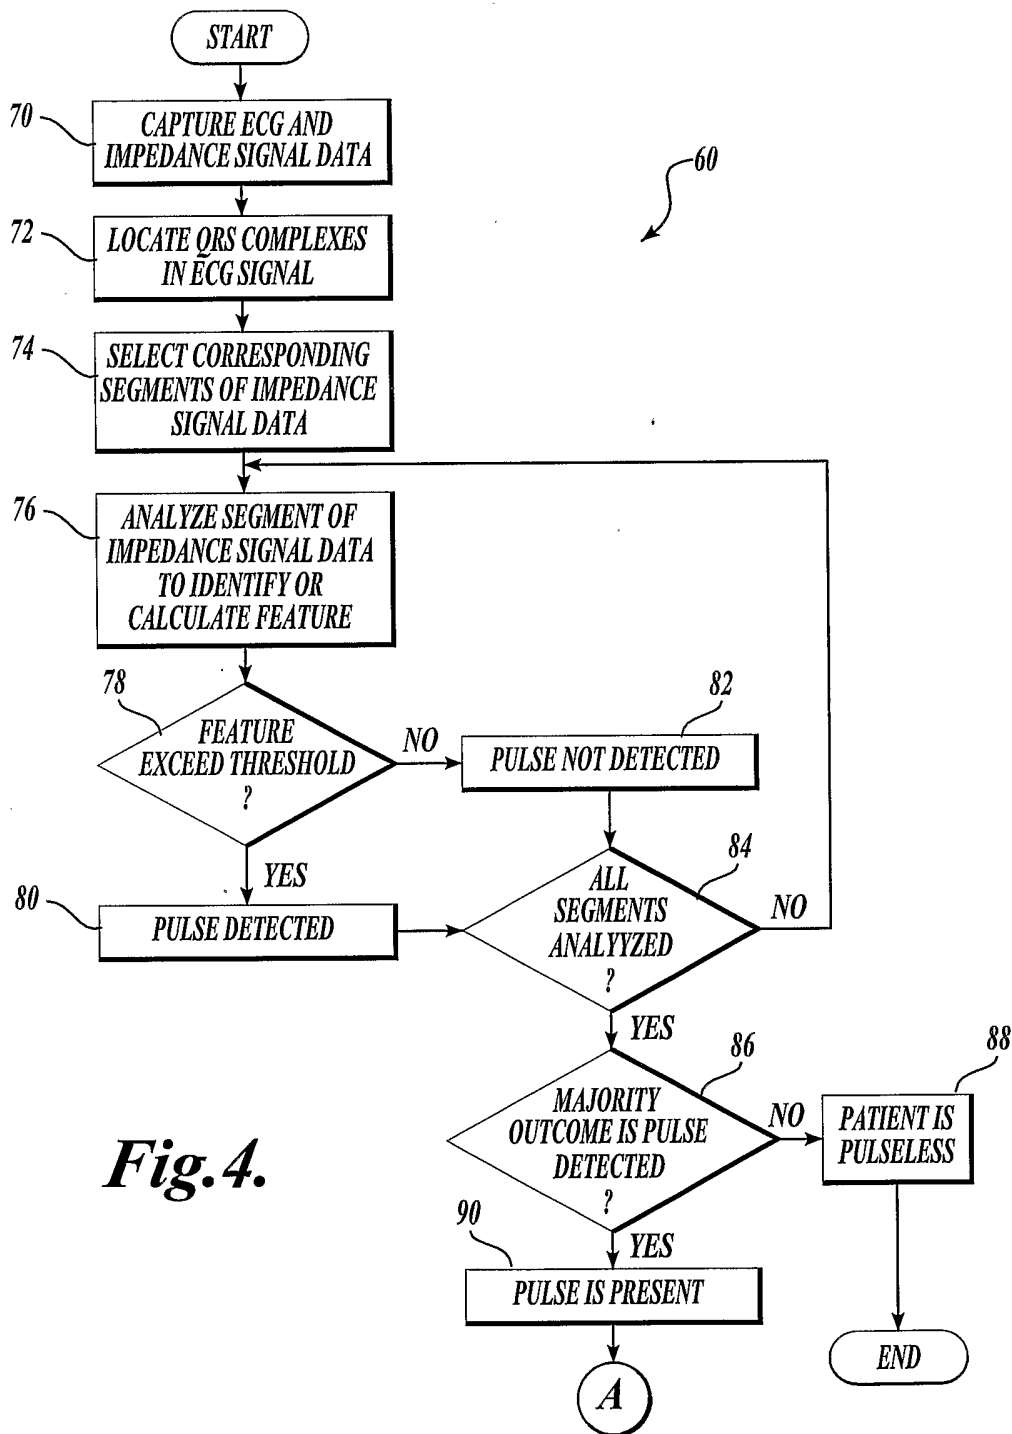 START
70
CAPTURE ECG AND
IMPEDANCE SIGNAL DATA
60
72
LOCATE QRS COMPLEXES
IN ECG SIGNAL
74
SELECT CORRESPONDING
SEGMENTS OF IMPEDANCE
SIGNAL DATA
76
ANALYZE SEGMENT OF
IMPEDANCE SIGNAL DATA
TO IDENTIFY OR
CALCULATE FEATURE
78
FEATURE
EXCEED THRESHOLD
?
NO
82
PULSE NOT DETECTED
YES
80
PULSE DETECTED
84
ALL
SEGMENTS
ANALYYZED
?
NO
YES
86
MAJORITY
OUTCOME IS PULSE
DETECTED
?
NO
88
PATIENT IS
PULSELESS
YES
90
PULSE IS PRESENT
END
A
Fig.4.